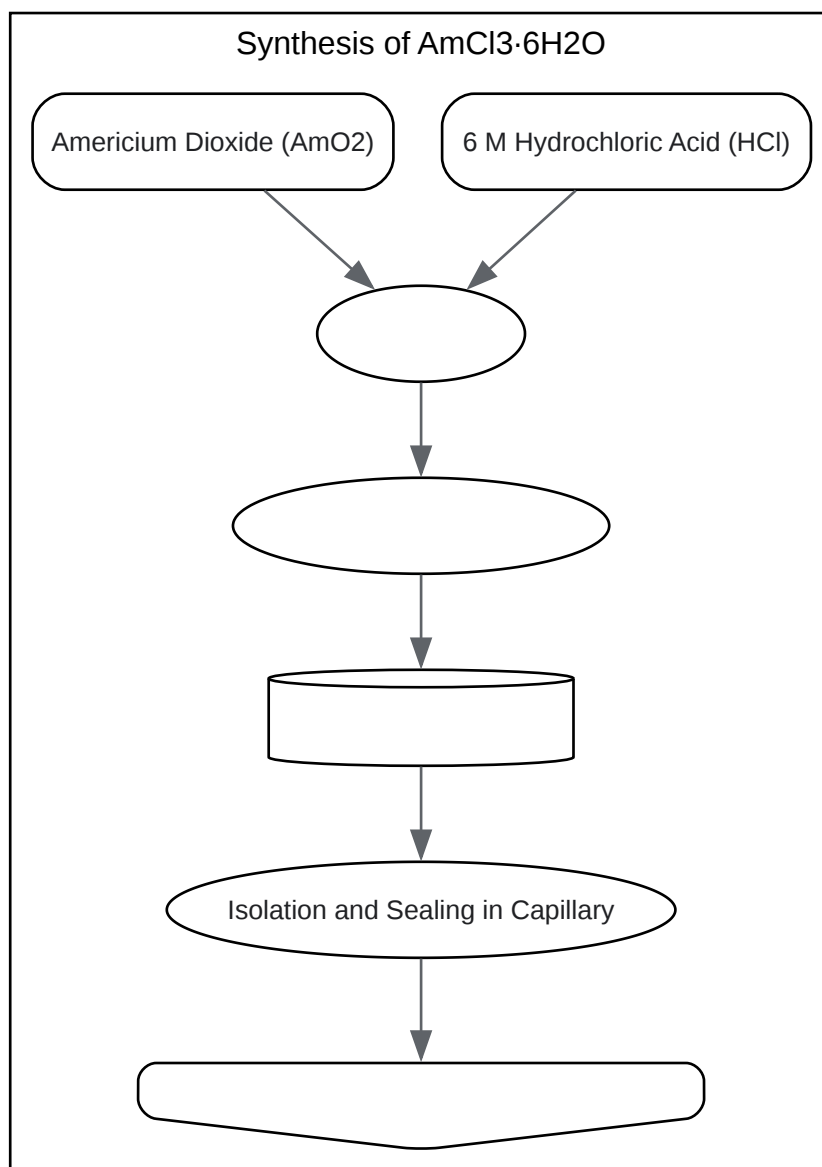 Synthesis of AmCl3·6H2O
Americium Dioxide (AmO2)
6 M Hydrochloric Acid (HCl)
Isolation and Sealing in Capillary